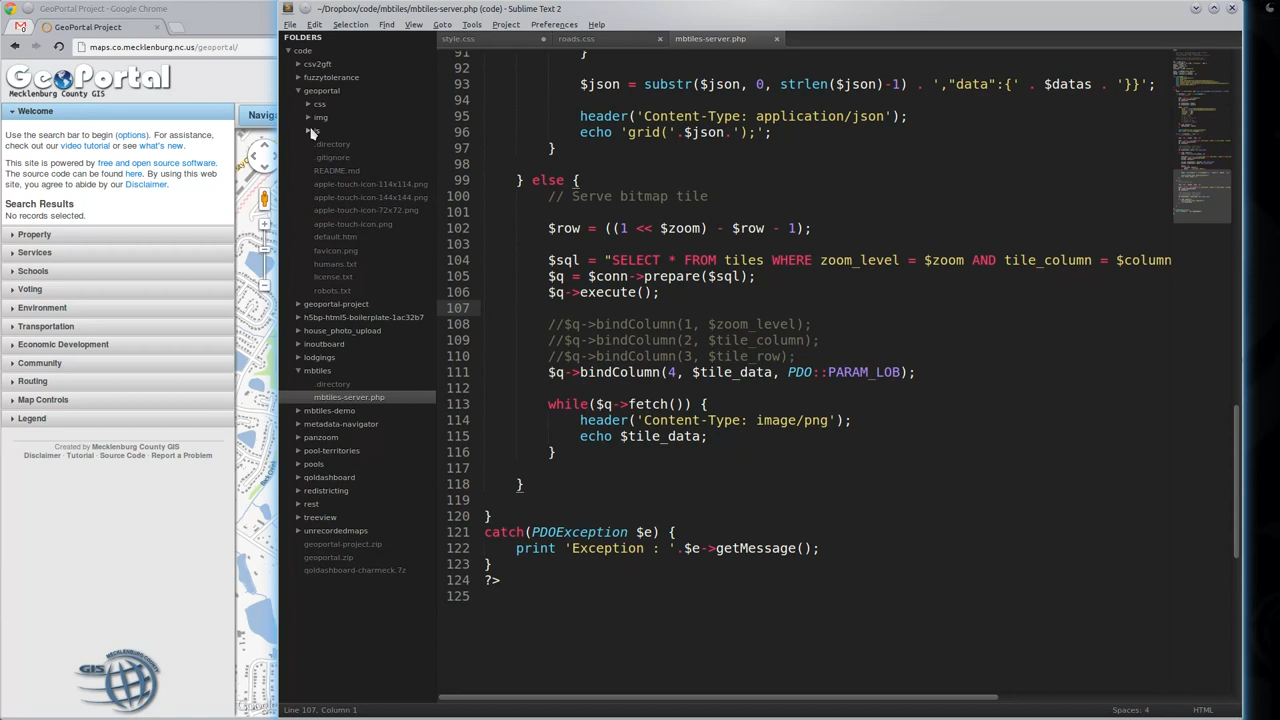 GeoPortal Project - Google Chrome
GeoPortal Project
maps.co.mecklenburg.nc.us/geoportal/
GeoPortal
Mecklenburg County GIS
Welcome
Use the search bar to begin (options). For assistance,
check out our video tutorial or see what's new.
This site is powered by free and open source software.
The source code can be found here. By using this web
site, you agree to abide by our Disclaimer.
Search Results
No records selected.
Property
Services
Schools
Voting
Environment
Transportation
Economic Development
Community
Routing
Map Controls
Legend
Created by Mecklenburg County GIS
Disclaimer · Tutorial · Source Code · Report a Problem
GIS
~/Dropbox/code/mbtiles/mbtiles-server.php (code) - Sublime Text 2
File Edit Selection Find View Goto Tools Project Preferences Help
FOLDERS
code
csv2gft
fuzzytolerance
geoportal
css
img
.directory
.gitignore
README.md
apple-touch-icon-114x114.png
apple-touch-icon-144x144.png
apple-touch-icon-72x72.png
apple-touch-icon.png
default.htm
favicon.png
humans.txt
license.txt
robots.txt
geoportal-project
h5bp-html5-boilerplate-1ac32b7
house_photo_upload
inoutboard
lodgings
mbtiles
.directory
mbtiles-server.php
mbtiles-demo
metadata-navigator
panzoom
pool-territories
pools
qoldashboard
redistricting
rest
treeview
unrecordedmaps
geoportal-project.zip
geoportal.zip
qoldashboard-charmeck.7z
style.css roads.css mbtiles-server.php
91 }
92
93 $json = substr($json, 0, strlen($json)-1) . ',"data":{' . $datas . '}}';
94
95 header('Content-Type: application/json');
96 echo 'grid('.$json.');';
97 }
98
99 } else {
100 // Serve bitmap tile
101
102 $row = ((1 << $zoom) - $row - 1);
103
104 $sql = "SELECT * FROM tiles WHERE zoom_level = $zoom AND tile_column = $column
105 $q = $conn->prepare($sql);
106 $q->execute();
107
108 //$q->bindColumn(1, $zoom_level);
109 //$q->bindColumn(2, $tile_column);
110 //$q->bindColumn(3, $tile_row);
111 $q->bindColumn(4, $tile_data, PDO::PARAM_LOB);
112
113 while($q->fetch()) {
114 header('Content-Type: image/png');
115 echo $tile_data;
116 }
117
118 }
119
120 }
121 catch(PDOException $e) {
122 print 'Exception : '.$e->getMessage();
123 }
124 ?>
125
Line 107, Column 1
Spaces: 4
HTML